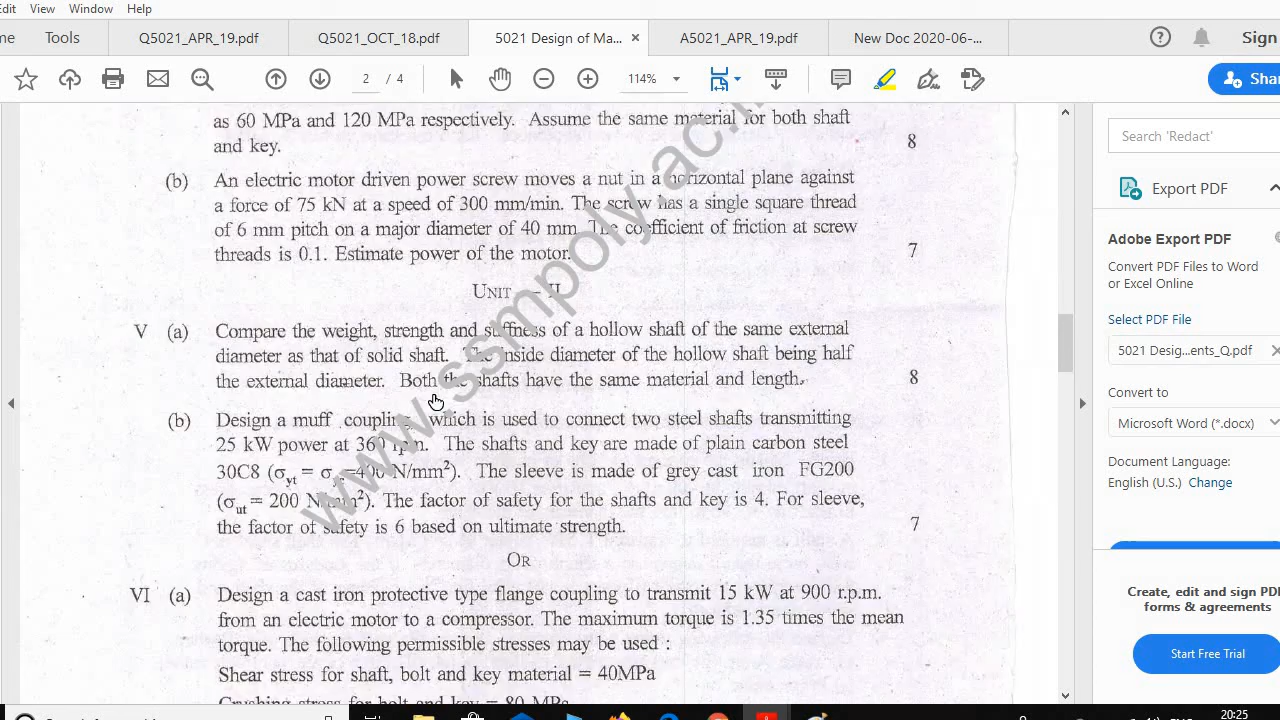 Edit View Window Help
me Tools Q5021_APR_19.pdf Q5021_OCT_18.pdf 5021 Design of Ma... × A5021_APR_19.pdf New Doc 2020-06-... Sign
2 / 4 114% Shar
as 60 MPa and 120 MPa respectively. Assume the same material for both shaft
and key. 8
(b) An electric motor driven power screw moves a nut in a horizontal plane against
a force of 75 kN at a speed of 300 mm/min. The screw has a single square thread
of 6 mm pitch on a major diameter of 40 mm. The coefficient of friction at screw
threads is 0.1. Estimate power of the motor. 7
UNIT — II
V (a) Compare the weight, strength and stiffness of a hollow shaft of the same external
diameter as that of solid shaft. The inside diameter of the hollow shaft being half
the external diameter. Both the shafts have the same material and length. 8
(b) Design a muff coupling, which is used to connect two steel shafts transmitting
25 kW power at 360 rpm. The shafts and key are made of plain carbon steel
30C8 (σyt = σ =400 N/mm²). The sleeve is made of grey cast iron FG200
(σut = 200 N/mm²). The factor of safety for the shafts and key is 4. For sleeve,
the factor of safety is 6 based on ultimate strength. 7
OR
VI (a) Design a cast iron protective type flange coupling to transmit 15 kW at 900 r.p.m.
from an electric motor to a compressor. The maximum torque is 1.35 times the mean
torque. The following permissible stresses may be used :
Shear stress for shaft, bolt and key material = 40MPa
Crushing stress for bolt and key = 80 MPa
www.ssmpoly.ac.i
Search 'Redact'
Export PDF
Adobe Export PDF
Convert PDF Files to Word
or Excel Online
Select PDF File
5021 Desig...ents_Q.pdf ×
Convert to
Microsoft Word (*.docx)
Document Language:
English (U.S.) Change
Create, edit and sign PD
forms & agreements
Start Free Trial
20:25